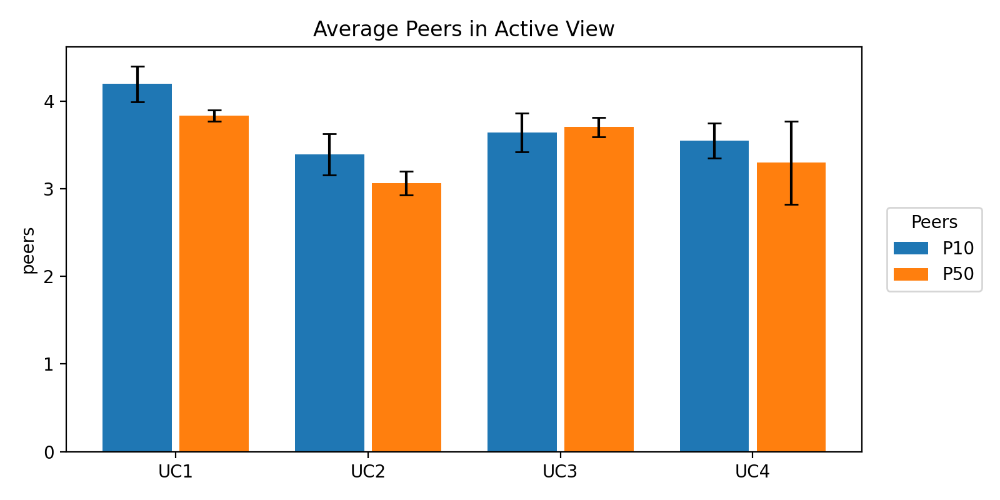 Average Peers in Active View
peers
4
3
2
1
0
UC1 UC2 UC3 UC4
Peers
P10
P50